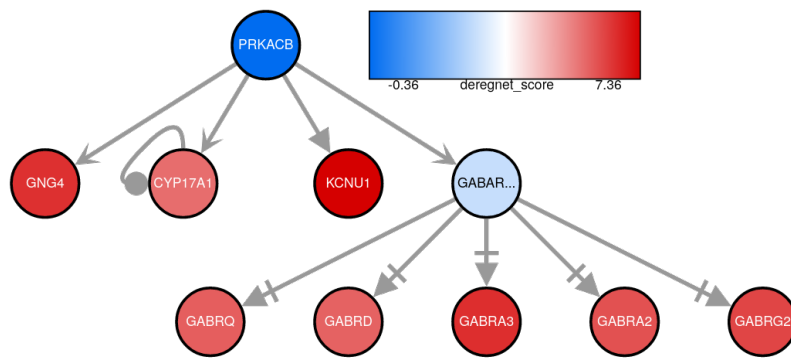 PRKACB
-0.36 deregnet_score 7.36
GNG4 CYP17A1 KCNU1 GABAR...
GABRQ GABRD GABRA3 GABRA2 GABRG2